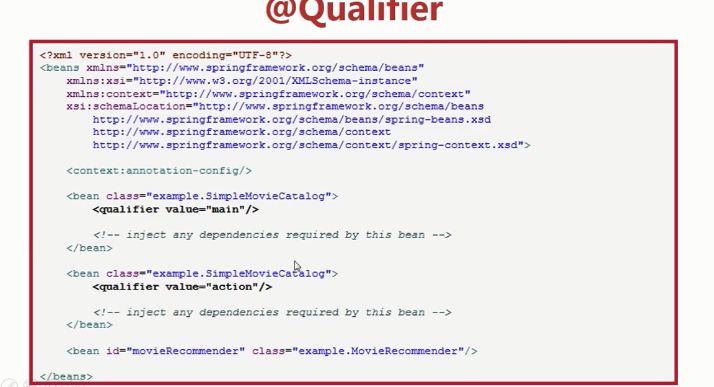 @Qualifier
<?xml version="1.0" encoding="UTF-8"?>
<beans xmlns="http://www.springframework.org/schema/beans"
xmlns:xsi="http://www.w3.org/2001/XMLSchema-instance"
xmlns:context="http://www.springframework.org/schema/context"
xsi:schemaLocation="http://www.springframework.org/schema/beans
http://www.springframework.org/schema/beans/spring-beans.xsd
http://www.springframework.org/schema/context
http://www.springframework.org/schema/context/spring-context.xsd">
<context:annotation-config/>
<bean class="example.SimpleMovieCatalog">
<qualifier value="main"/>
<!-- inject any dependencies required by this bean -->
</bean>
<bean class="example.SimpleMovieCatalog">
<qualifier value="action"/>
<!-- inject any dependencies required by this bean -->
</bean>
<bean id="movieRecommender" class="example.MovieRecommender"/>
</beans>